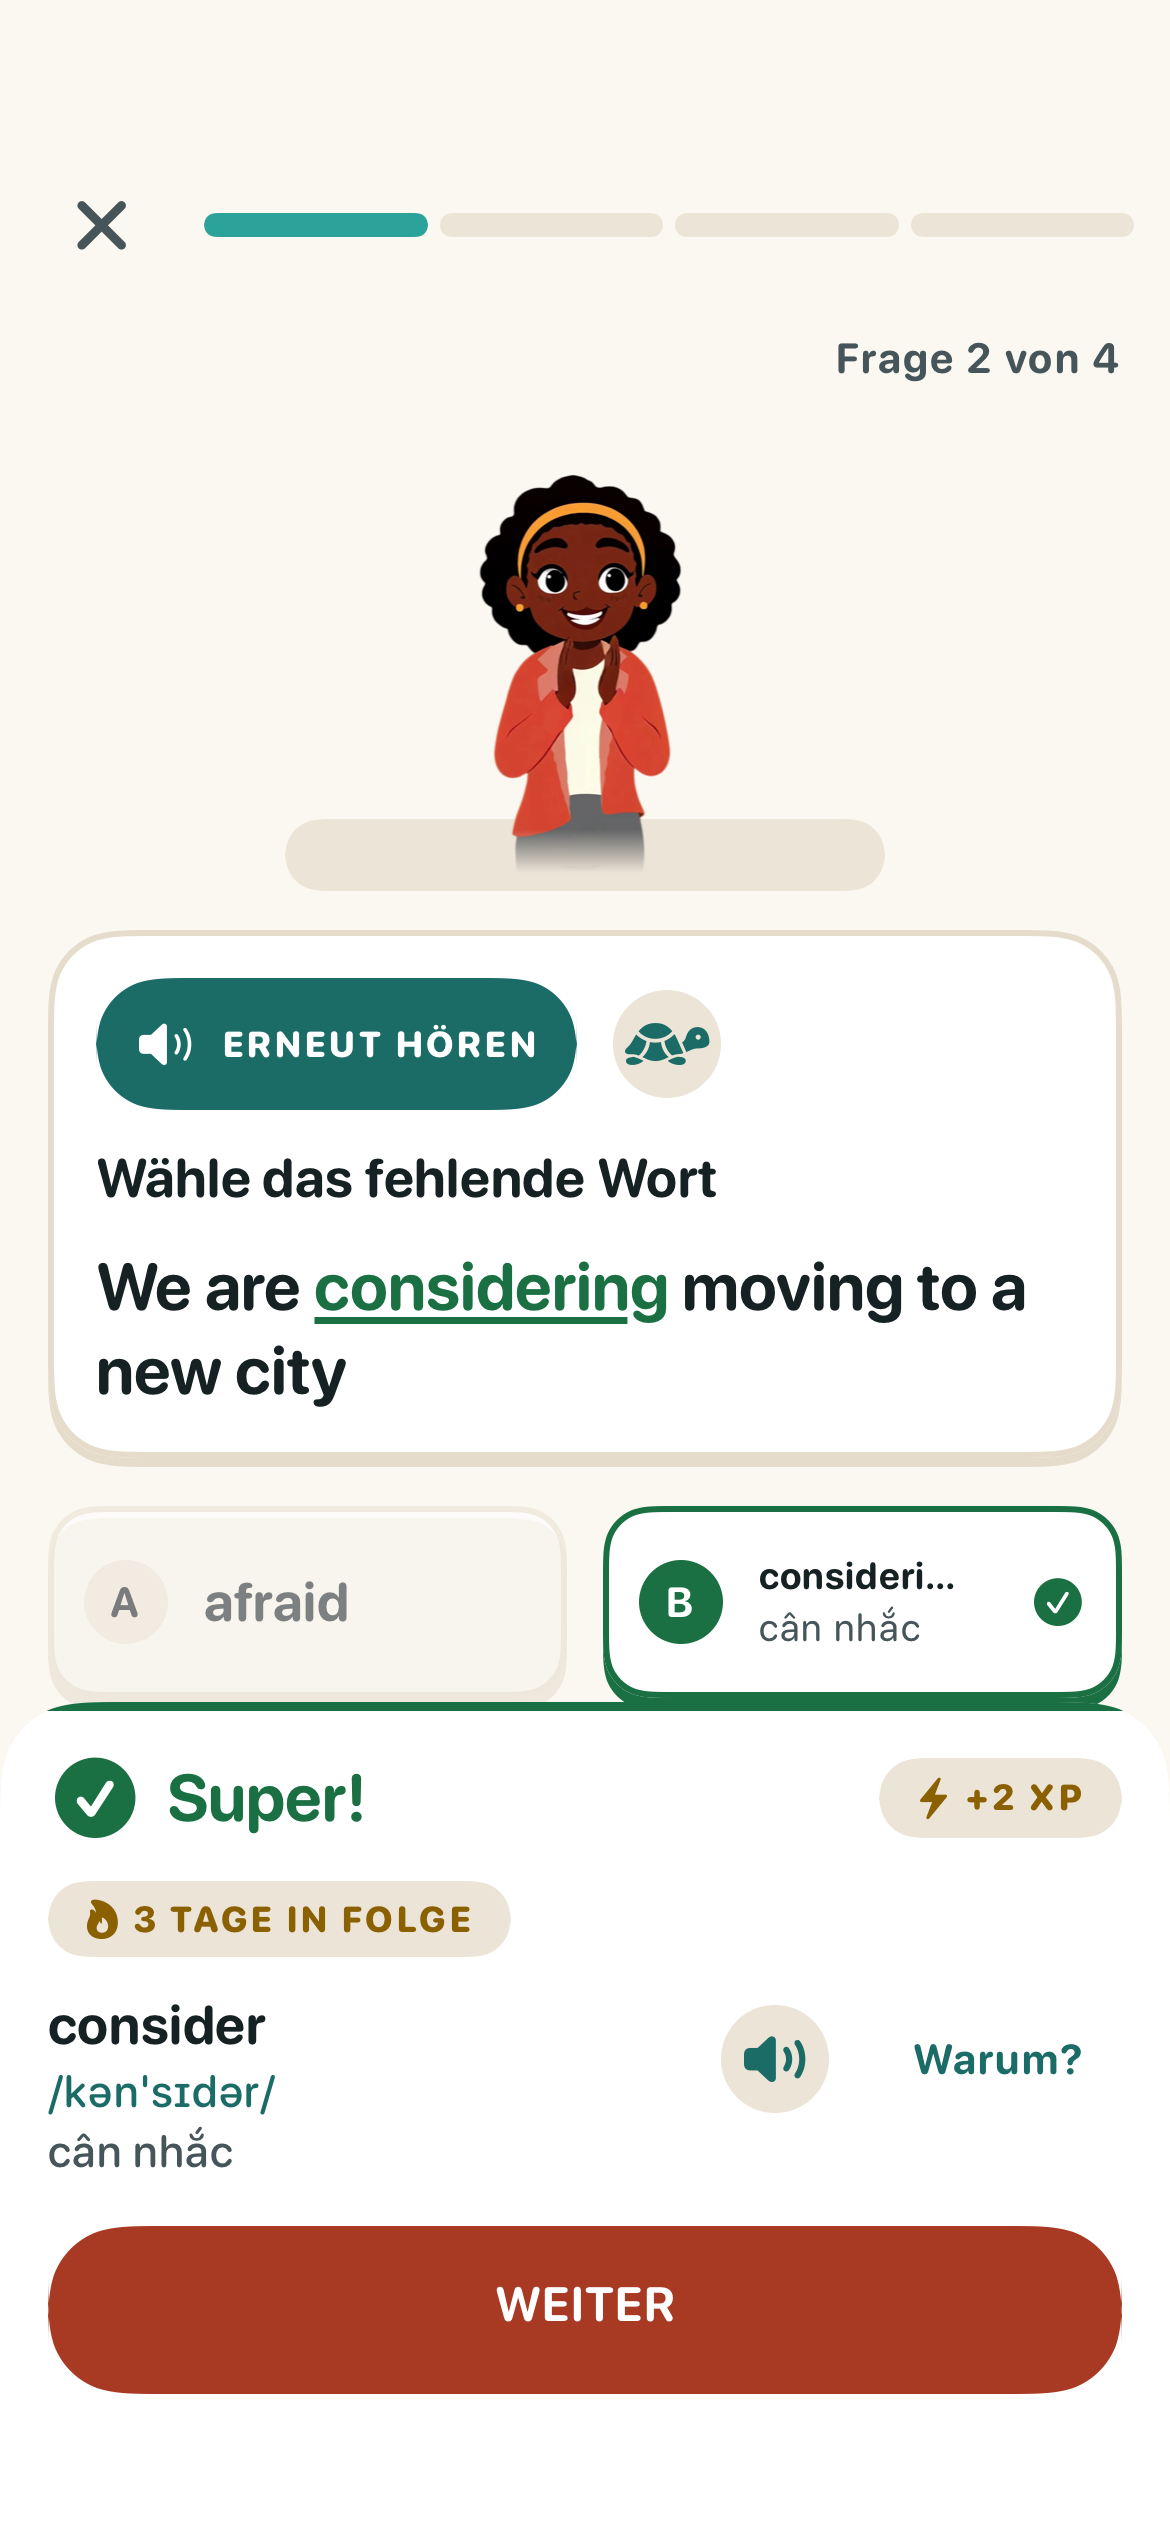 Frage 2 von 4
ERNEUT HÖREN
Wähle das fehlende Wort
We are considering moving to a
new city
A afraid
B consideri...
cân nhắc
Super!
+2 XP
3 TAGE IN FOLGE
consider
/kən'sɪdər/
cân nhắc
Warum?
WEITER